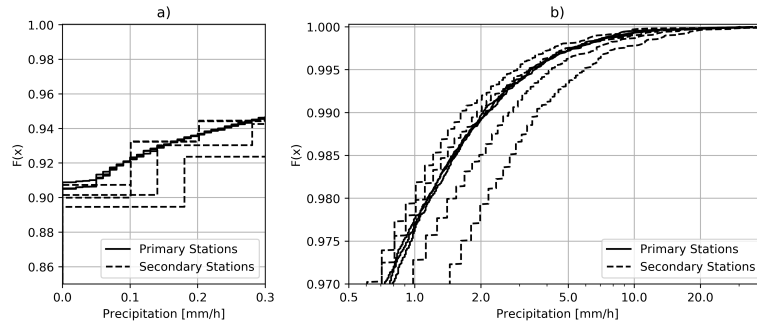 a)
1.00
0.98
0.96
0.94
0.92
0.90
0.88
0.86
F(x)
0.0
0.1
0.2
0.3
Precipitation [mm/h]
Primary Stations
Secondary Stations
b)
1.000
0.995
0.990
0.985
0.980
0.975
0.970
F(x)
0.5
1.0
2.0
5.0
10.0
20.0
Precipitation [mm/h]
Primary Stations
Secondary Stations